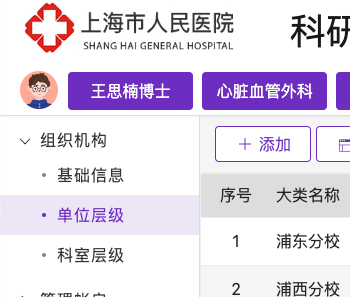 上海市人民医院
SHANG HAI GENERAL HOSPITAL
科研
王思楠博士
心脏血管外科
组织机构
基础信息
单位层级
科室层级
+ 添加
序号 大类名称
1 浦东分校
2 浦西分校